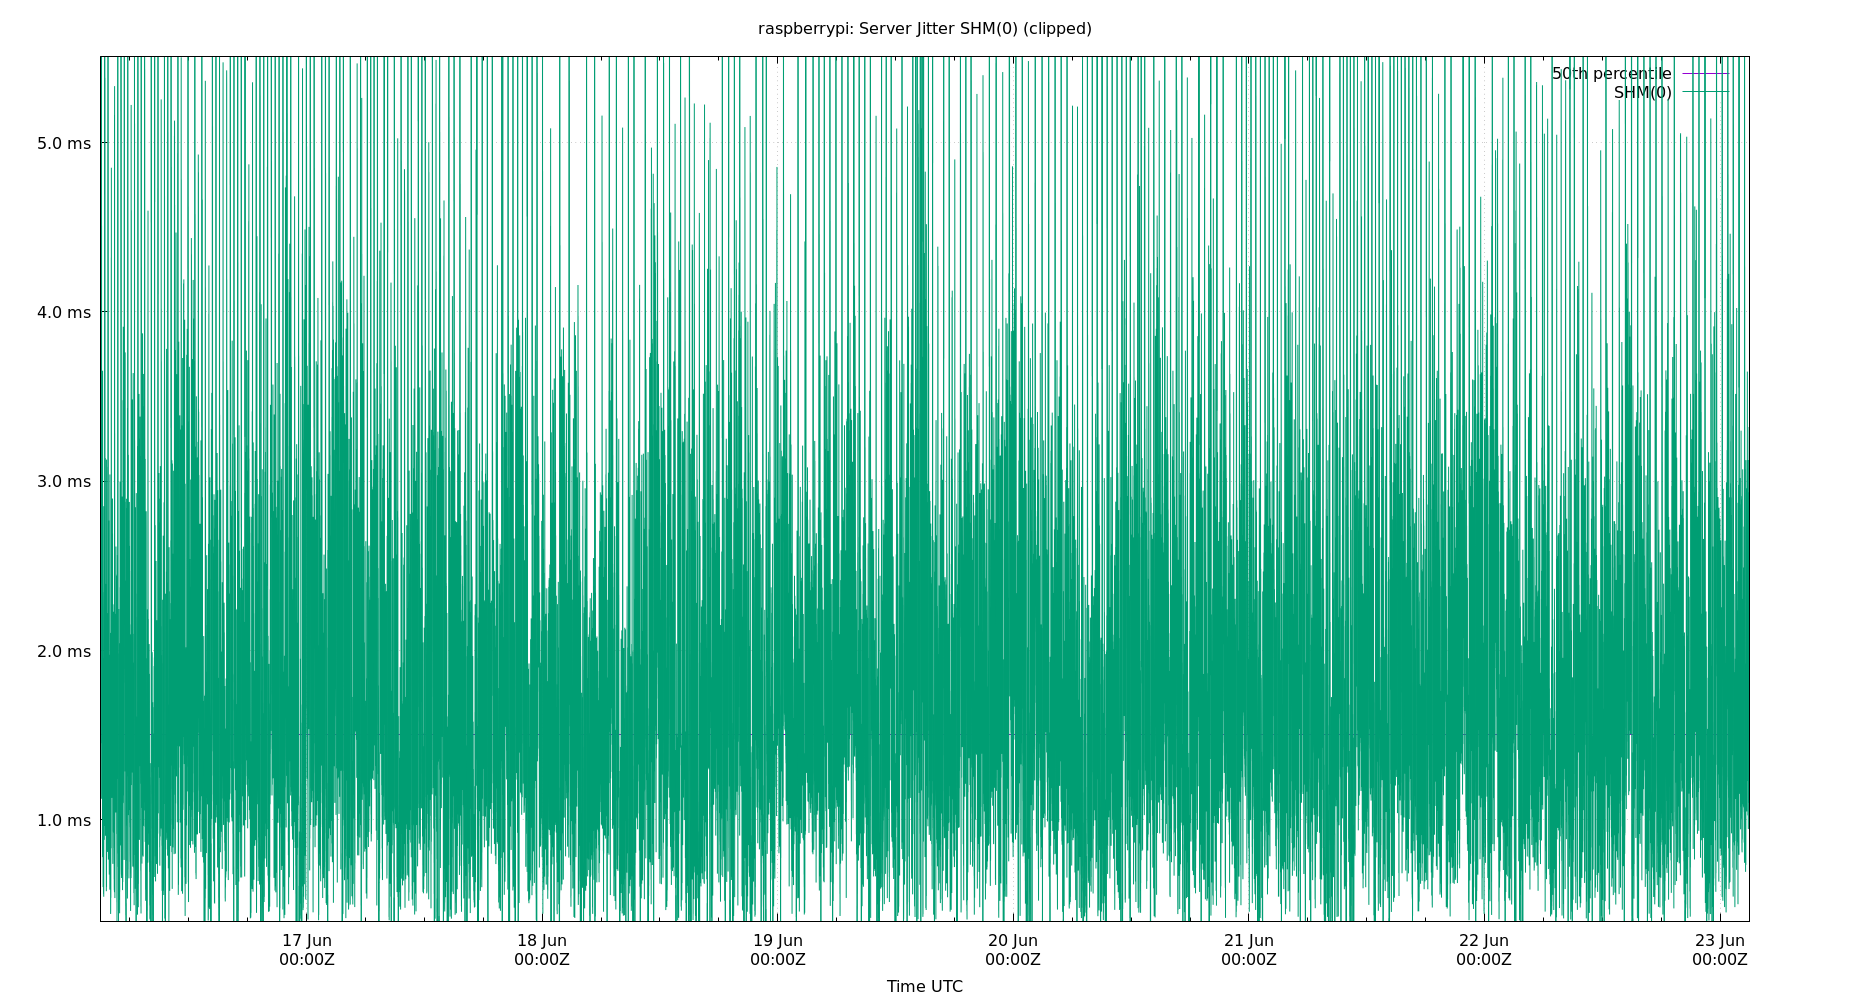 raspberrypi: Server Jitter SHM(0) (clipped)
50th percentile
SHM(0)
5.0 ms
4.0 ms
3.0 ms
2.0 ms
1.0 ms
17 Jun 18 Jun 19 Jun 20 Jun 21 Jun 22 Jun 23 Jun
00:00Z 00:00Z 00:00Z 00:00Z 00:00Z 00:00Z 00:00Z
Time UTC